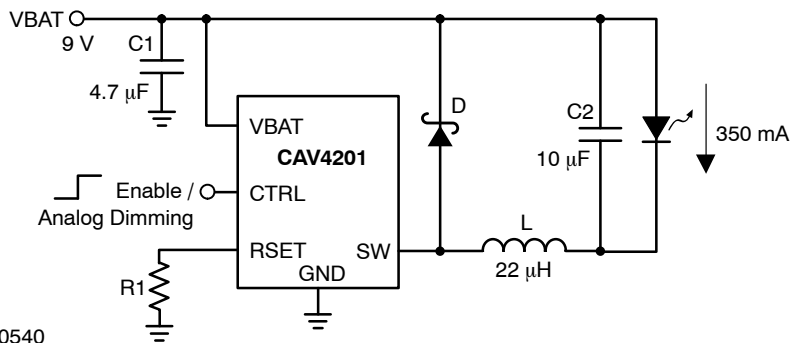 VBAT
9 V
C1
4.7 μF
VBAT
CAV4201
CTRL
RSET
SW
GND
Enable /
Analog Dimming
R1
D
L
22 μH
C2
10 μF
350 mA
0540